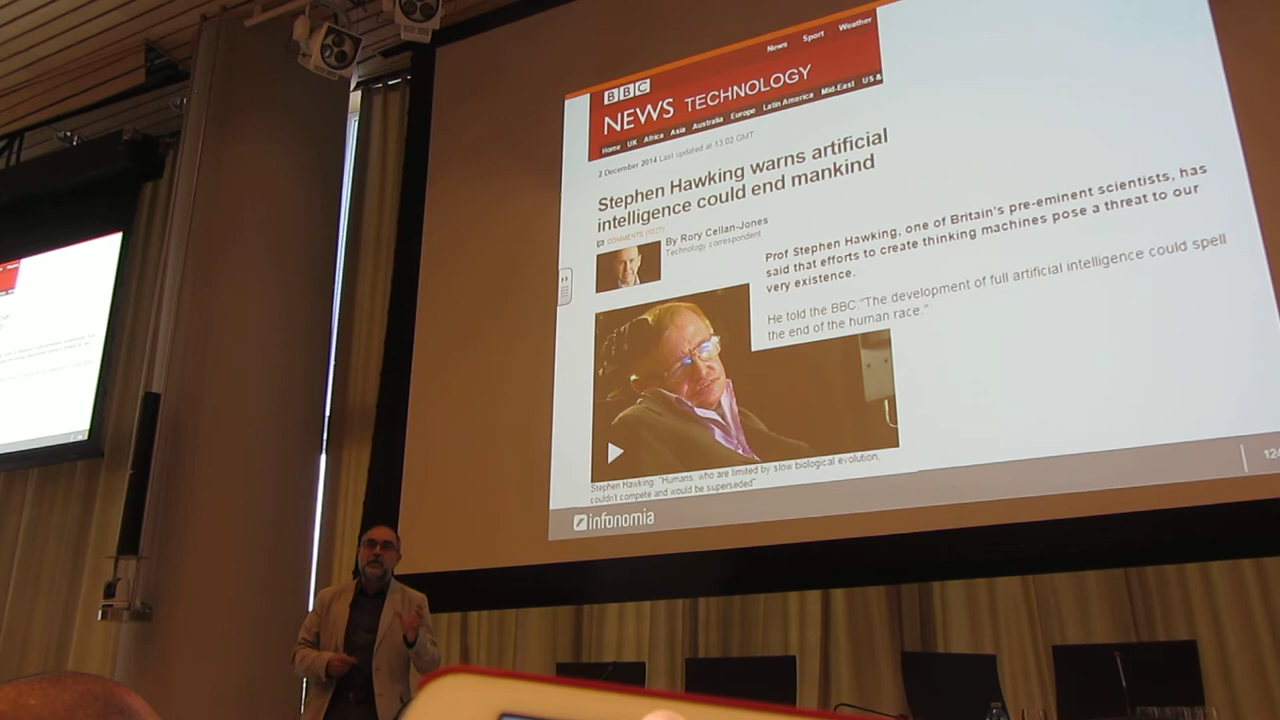 News Sport Weather
BBC
NEWS TECHNOLOGY
Home UK Africa Asia Australia Europe Latin America Mid-East US &
2 December 2014 Last updated at 13:02 GMT
Stephen Hawking warns artificial
intelligence could end mankind
COMMENTS
By Rory Cellan-Jones
Technology correspondent
Prof Stephen Hawking, one of Britain's pre-eminent scientists, has
said that efforts to create thinking machines pose a threat to our
very existence.
He told the BBC:"The development of full artificial intelligence could spell
the end of the human race."
Stephen Hawking: "Humans, who are limited by slow biological evolution,
couldn't compete and would be superseded"
infonomia